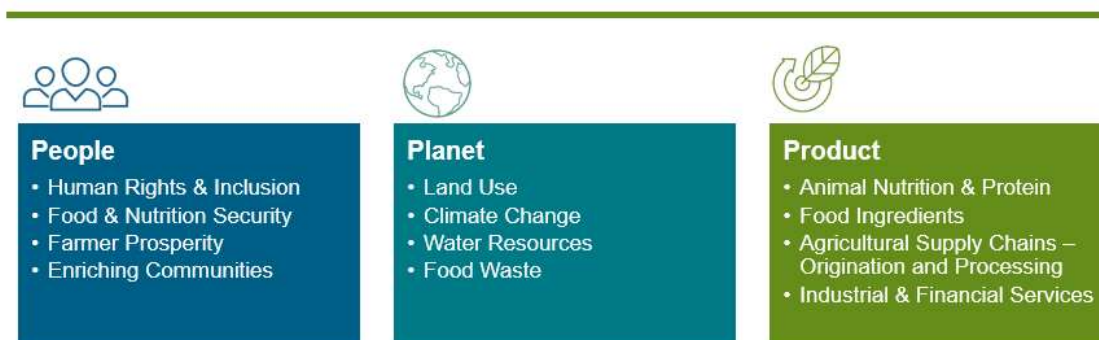 People
• Human Rights & Inclusion
• Food & Nutrition Security
• Farmer Prosperity
• Enriching Communities
Planet
• Land Use
• Climate Change
• Water Resources
• Food Waste
Product
• Animal Nutrition & Protein
• Food Ingredients
• Agricultural Supply Chains –
Origination and Processing
• Industrial & Financial Services